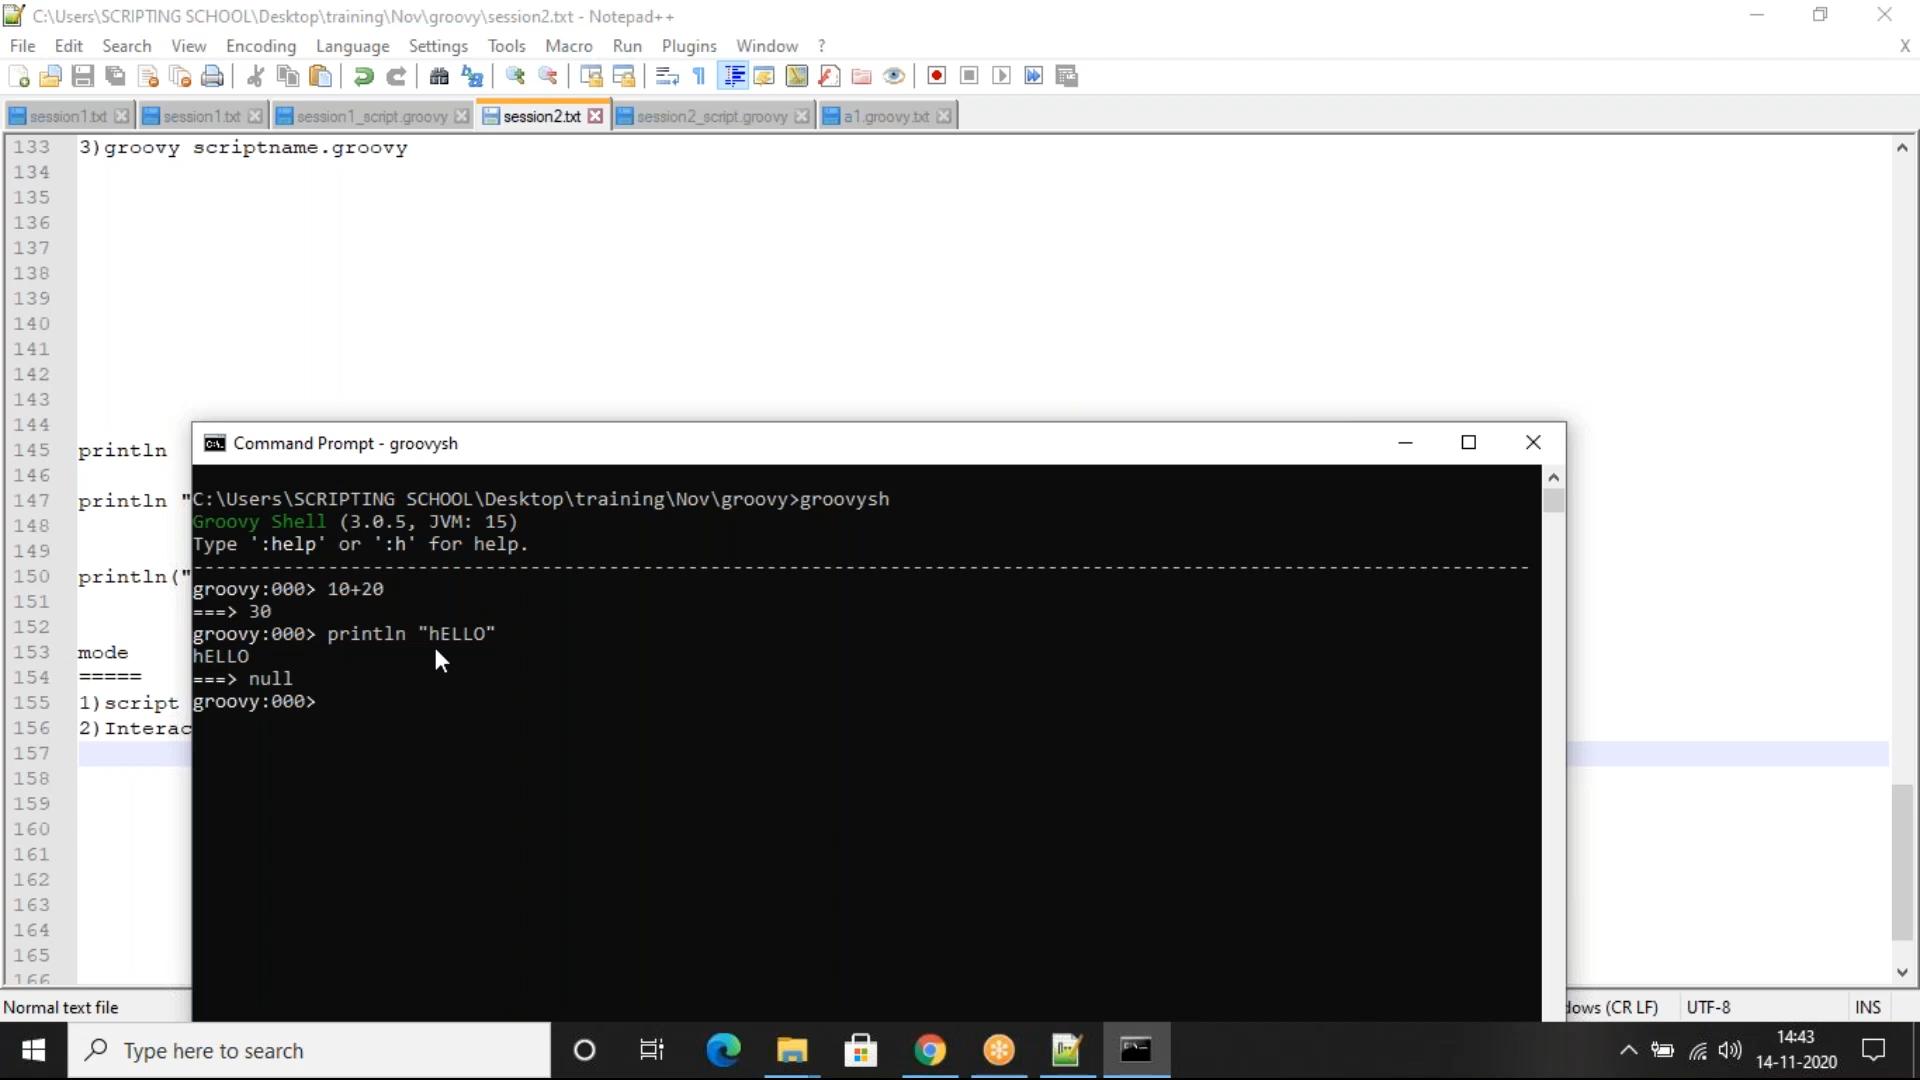 C:\Users\SCRIPTING SCHOOL\Desktop\training\Nov\groovy\session2.txt - Notepad++
File Edit Search View Encoding Language Settings Tools Macro Run Plugins Window ? X
session1.txt session1.txt session1_script.groovy session2.txt session2_script.groovy a1.groovy.txt
133 3)groovy scriptname.groovy
134
135
136
137
138
139
140
141
142
143
144
145 println
146
147 println "
148
149
150 println("
151
152
153 mode
154 =====
155 1)script
156 2)Interac
157
158
159
160
161
162
163
164
165
166
Command Prompt - groovysh
C:\Users\SCRIPTING SCHOOL\Desktop\training\Nov\groovy>groovysh
Groovy Shell (3.0.5, JVM: 15)
Type ':help' or ':h' for help.
groovy:000> 10+20
===> 30
groovy:000> println "hELLO"
hELLO
===> null
groovy:000>
Normal text file dows (CR LF) UTF-8 INS
Type here to search
14:43
14-11-2020